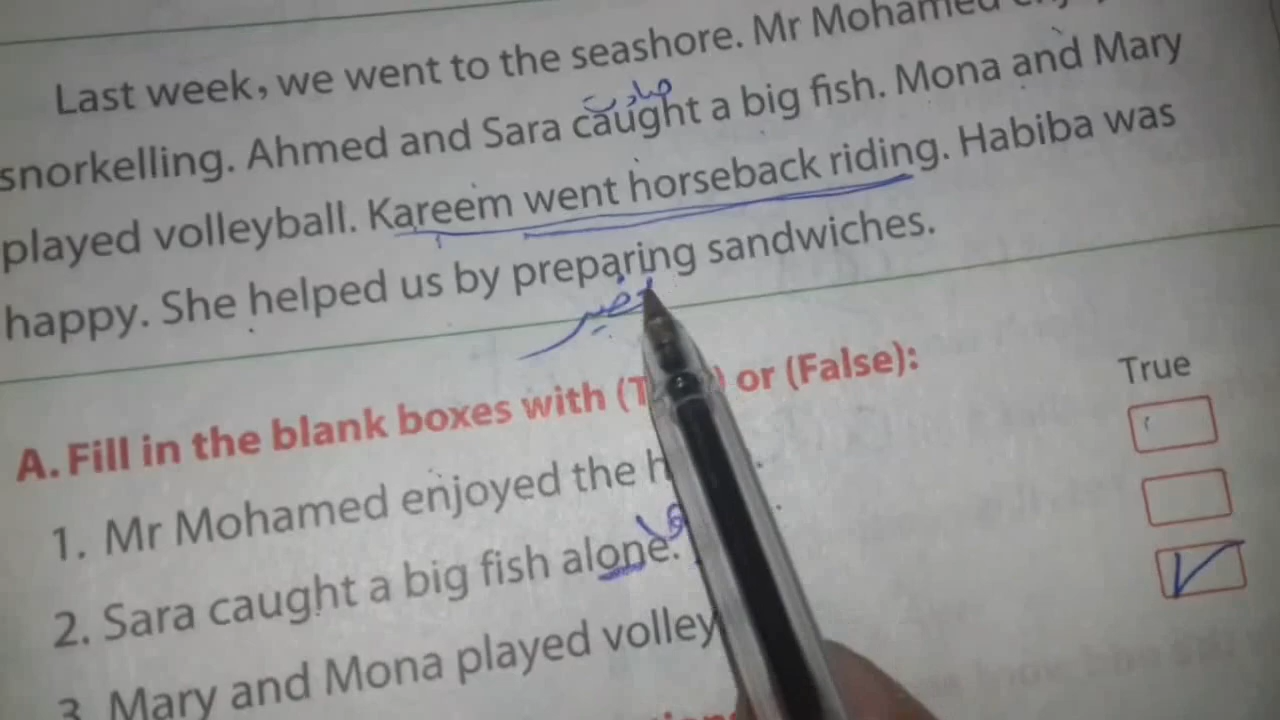 Last week, we went to the seashore. Mr Mohamed
snorkelling. Ahmed and Sara caught a big fish. Mona and Mary
played volleyball. Kareem went horseback riding. Habiba was
happy. She helped us by preparing sandwiches.
A. Fill in the blank boxes with or (False):
True
1. Mr Mohamed enjoyed the
2. Sara caught a big fish alone.
3. Mary and Mona played volley